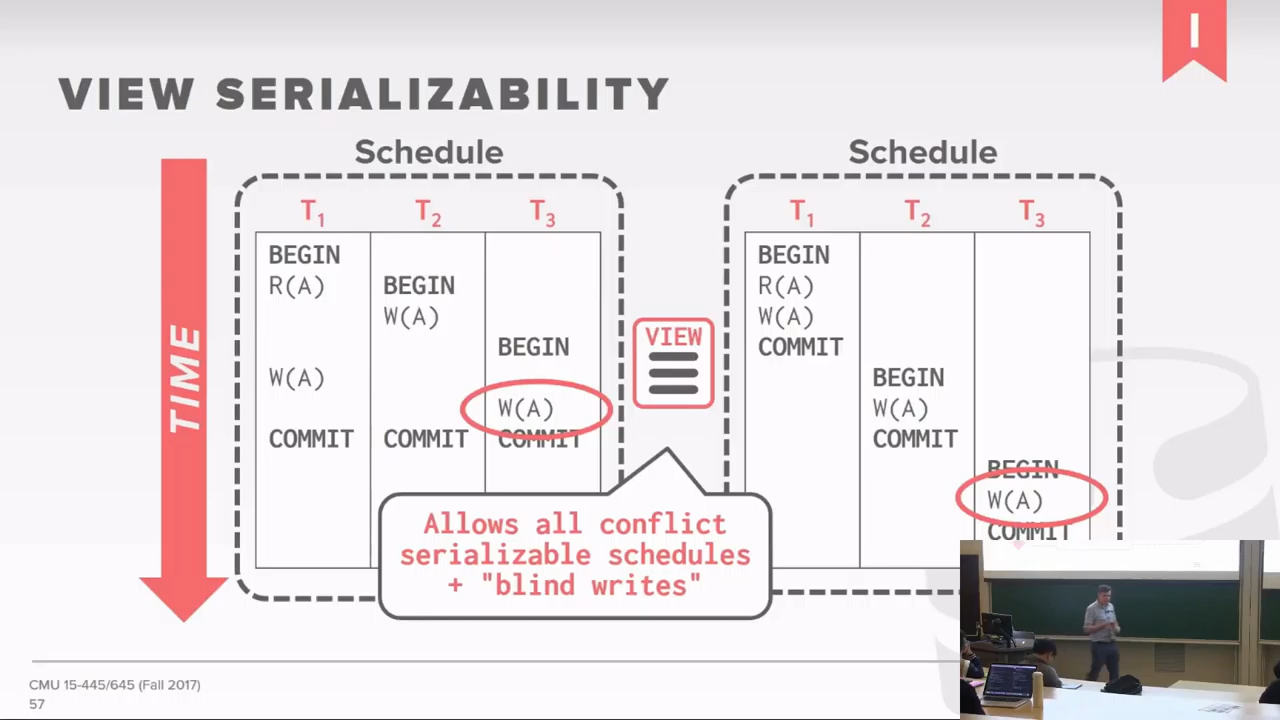 I
VIEW SERIALIZABILITY
Schedule
Schedule
TIME
T1 T2 T3
BEGIN
R(A) BEGIN
W(A)
BEGIN
W(A)
W(A)
COMMIT COMMIT COMMIT
VIEW
T1 T2 T3
BEGIN
R(A)
W(A)
COMMIT
BEGIN
W(A)
COMMIT
BEGIN
W(A)
COMMIT
Allows all conflict
serializable schedules
+ "blind writes"
CMU 15-445/645 (Fall 2017)
57